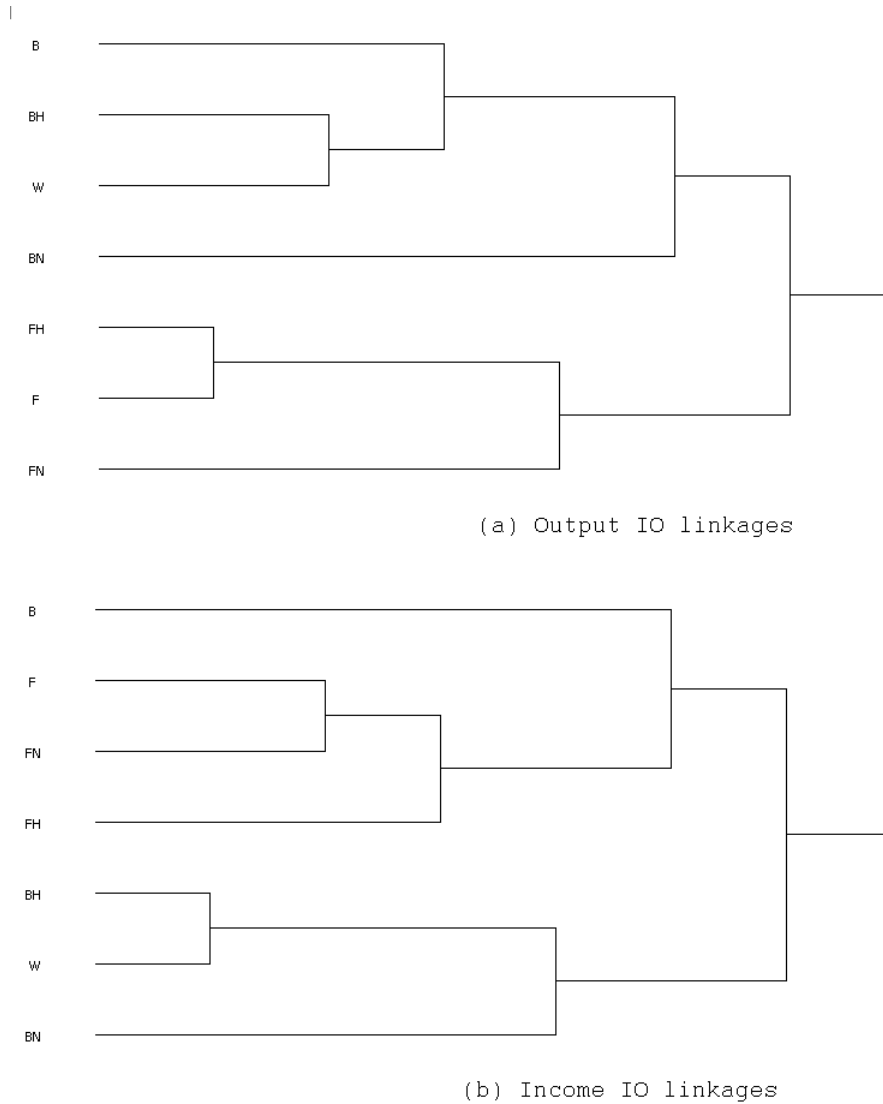 B
BH
W
BN
FH
F
FN
(a) Output IO linkages
B
F
FN
FH
BH
W
BN
(b) Income IO linkages